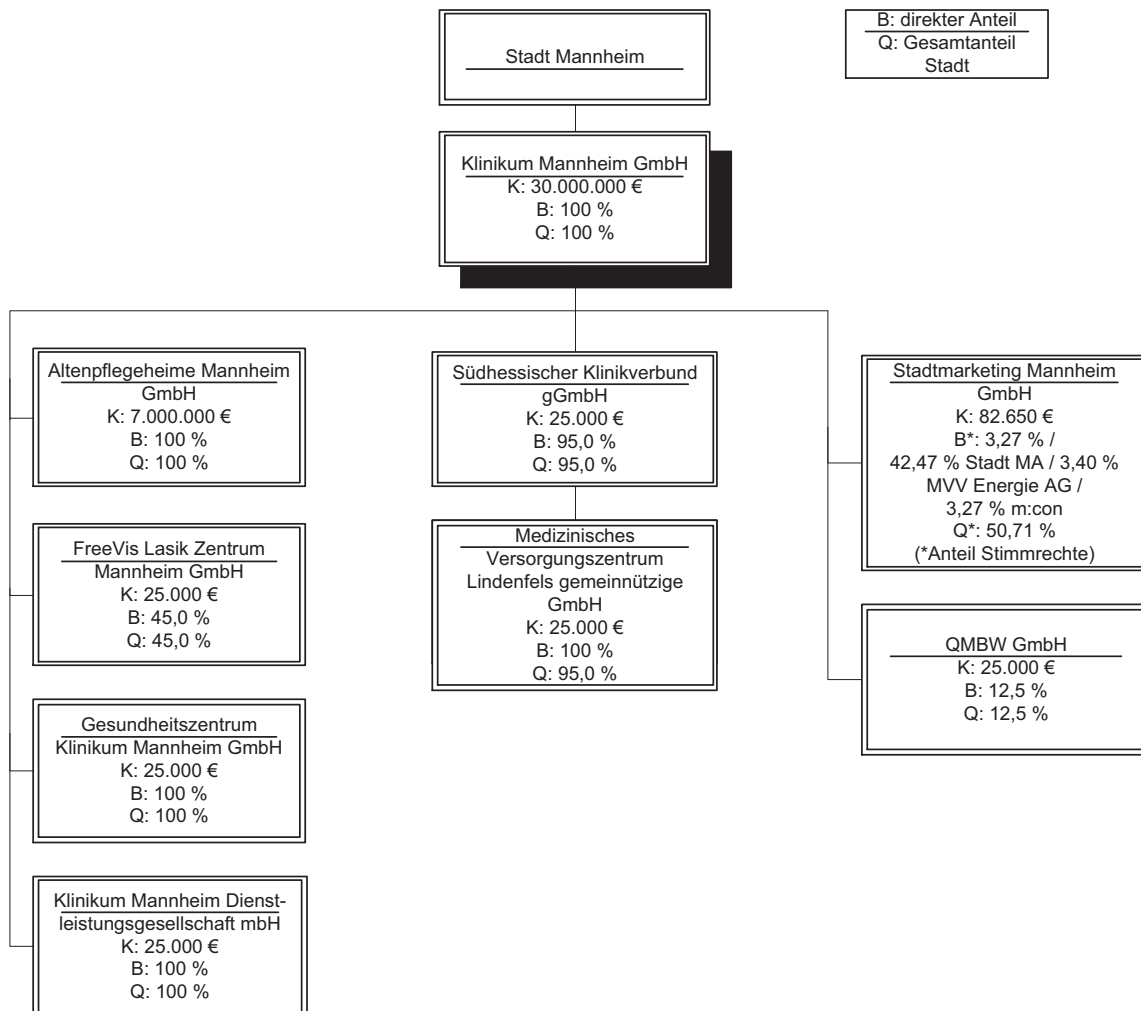 Stadt Mannheim
B: direkter Anteil
Q: Gesamtanteil
Stadt
Klinikum Mannheim GmbH
K: 30.000.000 €
B: 100 %
Q: 100 %
Altenpflegeheime Mannheim
GmbH
K: 7.000.000 €
B: 100 %
Q: 100 %
FreeVis Lasik Zentrum
Mannheim GmbH
K: 25.000 €
B: 45,0 %
Q: 45,0 %
Gesundheitszentrum
Klinikum Mannheim GmbH
K: 25.000 €
B: 100 %
Q: 100 %
Klinikum Mannheim Dienst-
leistungsgesellschaft mbH
K: 25.000 €
B: 100 %
Q: 100 %
Südhessischer Klinikverbund
gGmbH
K: 25.000 €
B: 95,0 %
Q: 95,0 %
Medizinisches
Versorgungszentrum
Lindenfels gemeinnützige
GmbH
K: 25.000 €
B: 100 %
Q: 95,0 %
Stadtmarketing Mannheim
GmbH
K: 82.650 €
B*: 3,27 % /
42,47 % Stadt MA / 3,40 %
MVV Energie AG /
3,27 % m:con
Q*: 50,71 %
(*Anteil Stimmrechte)
QMBW GmbH
K: 25.000 €
B: 12,5 %
Q: 12,5 %